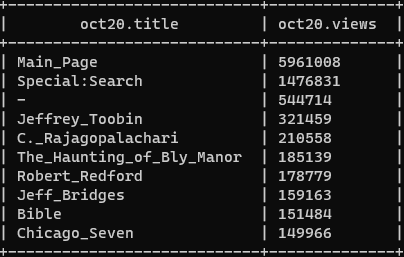 +---------------------------+--------------+
|        oct20.title        | oct20.views  |
+---------------------------+--------------+
| Main_Page                 | 5961008      |
| Special:Search            | 1476831      |
| -                         | 544714       |
| Jeffrey_Toobin            | 321459       |
| C._Rajagopalachari        | 210558       |
| The_Haunting_of_Bly_Manor | 185139       |
| Robert_Redford            | 178779       |
| Jeff_Bridges              | 159163       |
| Bible                     | 151484       |
| Chicago_Seven             | 149966       |
+---------------------------+--------------+